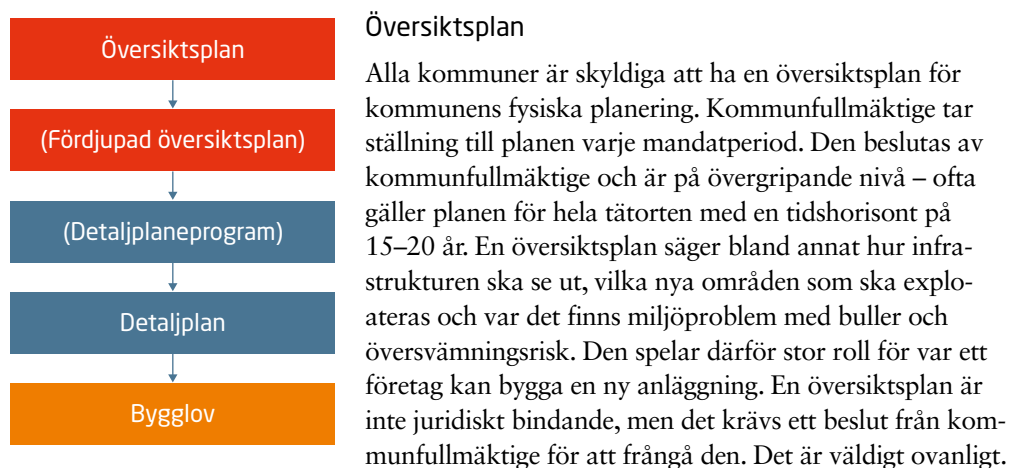 Översiktsplan
(Fördjupad översiktsplan)
(Detaljplaneprogram)
Detaljplan
Bygglov
Översiktsplan
Alla kommuner är skyldiga att ha en översiktsplan för
kommunens fysiska planering. Kommunfullmäktige tar
ställning till planen varje mandatperiod. Den beslutas av
kommunfullmäktige och är på övergripande nivå – ofta
gäller planen för hela tätorten med en tidshorisont på
15–20 år. En översiktsplan säger bland annat hur infra-
strukturen ska se ut, vilka nya områden som ska explo-
ateras och var det finns miljöproblem med buller och
översvämningsrisk. Den spelar därför stor roll för var ett
företag kan bygga en ny anläggning. En översiktsplan är
inte juridiskt bindande, men det krävs ett beslut från kom-
munfullmäktige för att frångå den. Det är väldigt ovanligt.